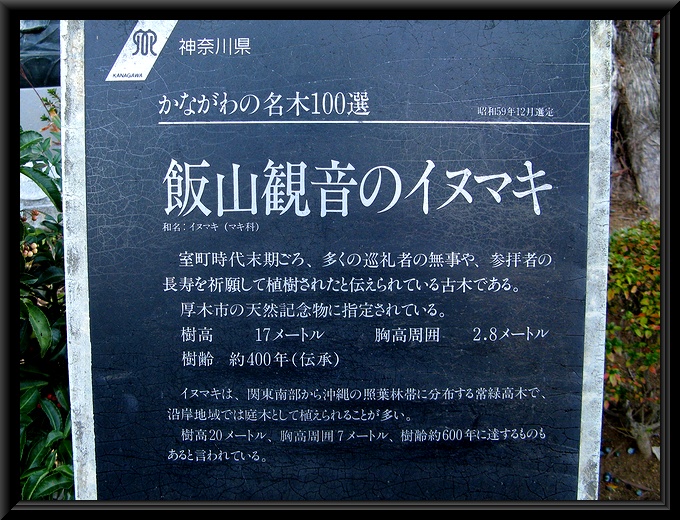 神奈川県
KANAGAWA
かながわの名木100選
昭和59年12月選定
飯山観音のイヌマキ
和名：イヌマキ（マキ科）
室町時代末期ごろ、多くの巡礼者の無事や、参拝者の
長寿を祈願して植樹されたと伝えられている古木である。
厚木市の天然記念物に指定されている。
樹高 17メートル 胸高周囲 2.8メートル
樹齢 約400年（伝承）
イヌマキは、関東南部から沖縄の照葉林帯に分布する常緑高木で、
沿岸地域では庭木として植えられることが多い。
樹高20メートル、胸高周囲7メートル、樹齢約600年に達するものも
あると言われている。